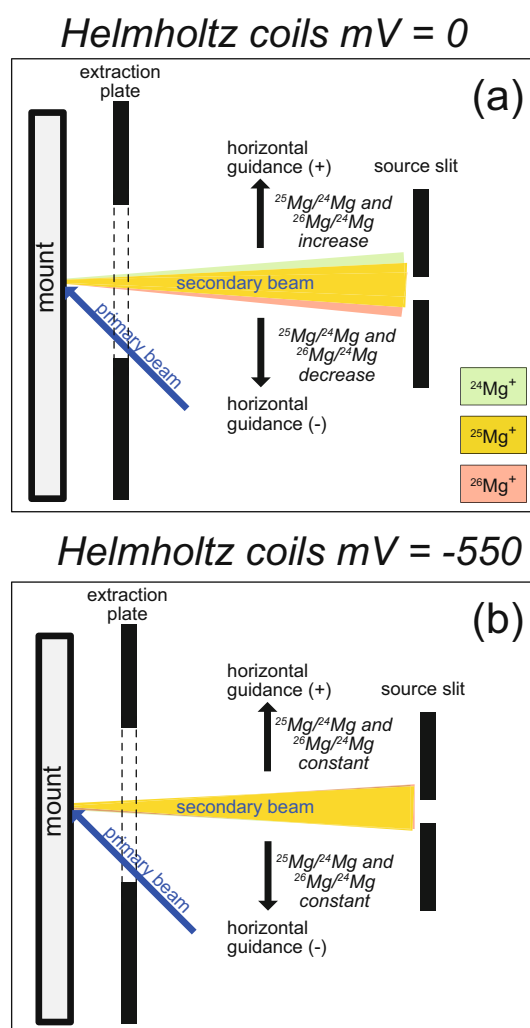 Helmholtz coils mV = 0
(a)
extraction
plate
horizontal
guidance (+)
source slit
²⁵Mg/²⁴Mg and
²⁶Mg/²⁴Mg
increase
mount
secondary beam
primary beam
²⁵Mg/²⁴Mg and
²⁶Mg/²⁴Mg
decrease
horizontal
guidance (-)
²⁴Mg⁺
²⁵Mg⁺
²⁶Mg⁺
Helmholtz coils mV = -550
(b)
extraction
plate
horizontal
guidance (+)
source slit
²⁵Mg/²⁴Mg and
²⁶Mg/²⁴Mg
constant
mount
secondary beam
primary beam
²⁵Mg/²⁴Mg and
²⁶Mg/²⁴Mg
constant
horizontal
guidance (-)